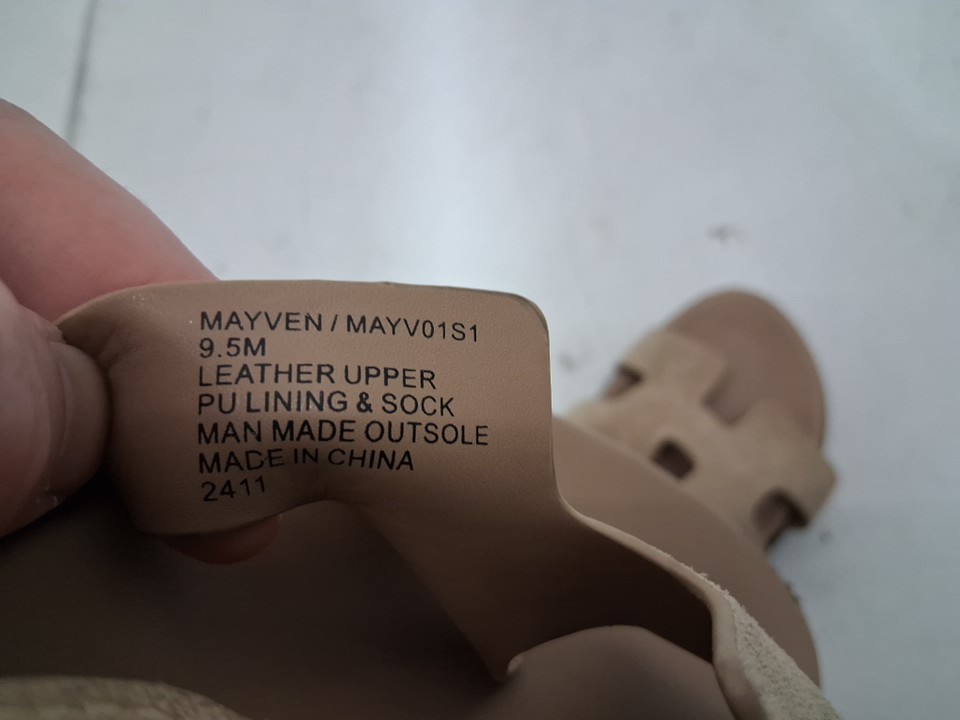 MAYVEN / MAYV01S1
9.5M
LEATHER UPPER
PU LINING & SOCK
MAN MADE OUTSOLE
MADE IN CHINA
2411